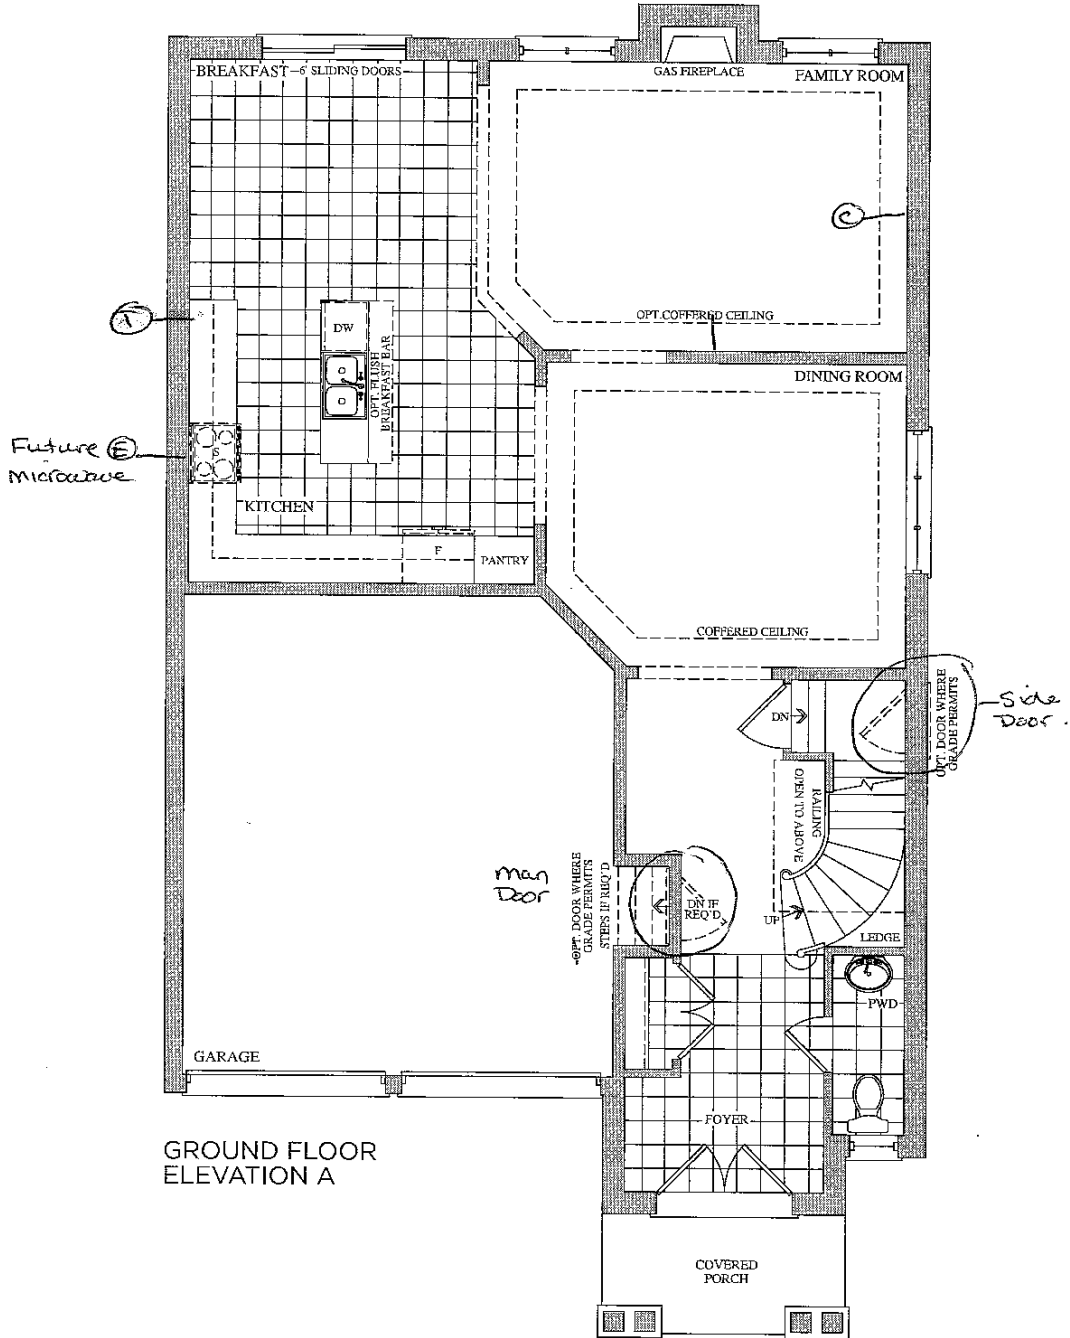 BREAKFAST
6' SLIDING DOORS
GAS FIREPLACE
FAMILY ROOM
C
OPT. COFFERED CEILING
DW
OPT. FLUSH
BREAKFAST BAR
DINING ROOM
Future E
Microwave
S
KITCHEN
F
PANTRY
COFFERED CEILING
OPT. DOOR WHERE
GRADE PERMITS
Side
Door.
DN
RAILING
OPEN TO ABOVE
Man
Door
OPT. DOOR WHERE
GRADE PERMITS
STEPS IF REQ'D
DN IF
REQ'D
UP
LEDGE
PWD
GARAGE
FOYER
GROUND FLOOR
ELEVATION A
COVERED
PORCH